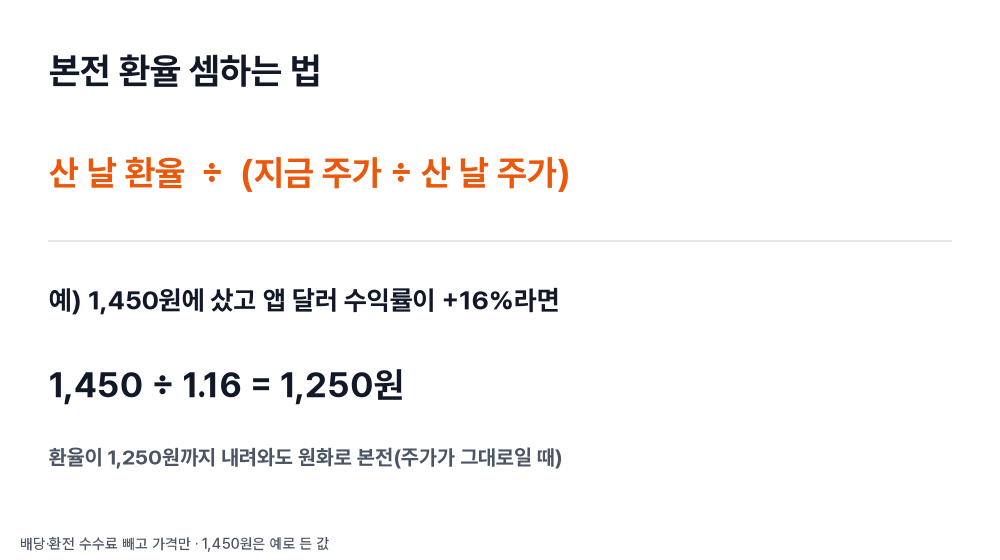 본전 환율 셈하는 법
산 날 환율 ÷ (지금 주가 ÷ 산 날 주가)
예) 1,450원에 샀고 앱 달러 수익률이 +16%라면
1,450 ÷ 1.16 = 1,250원
환율이 1,250원까지 내려와도 원화로 본전(주가가 그대로일 때)
배당·환전 수수료 빼고 가격만 · 1,450원은 예로 든 값